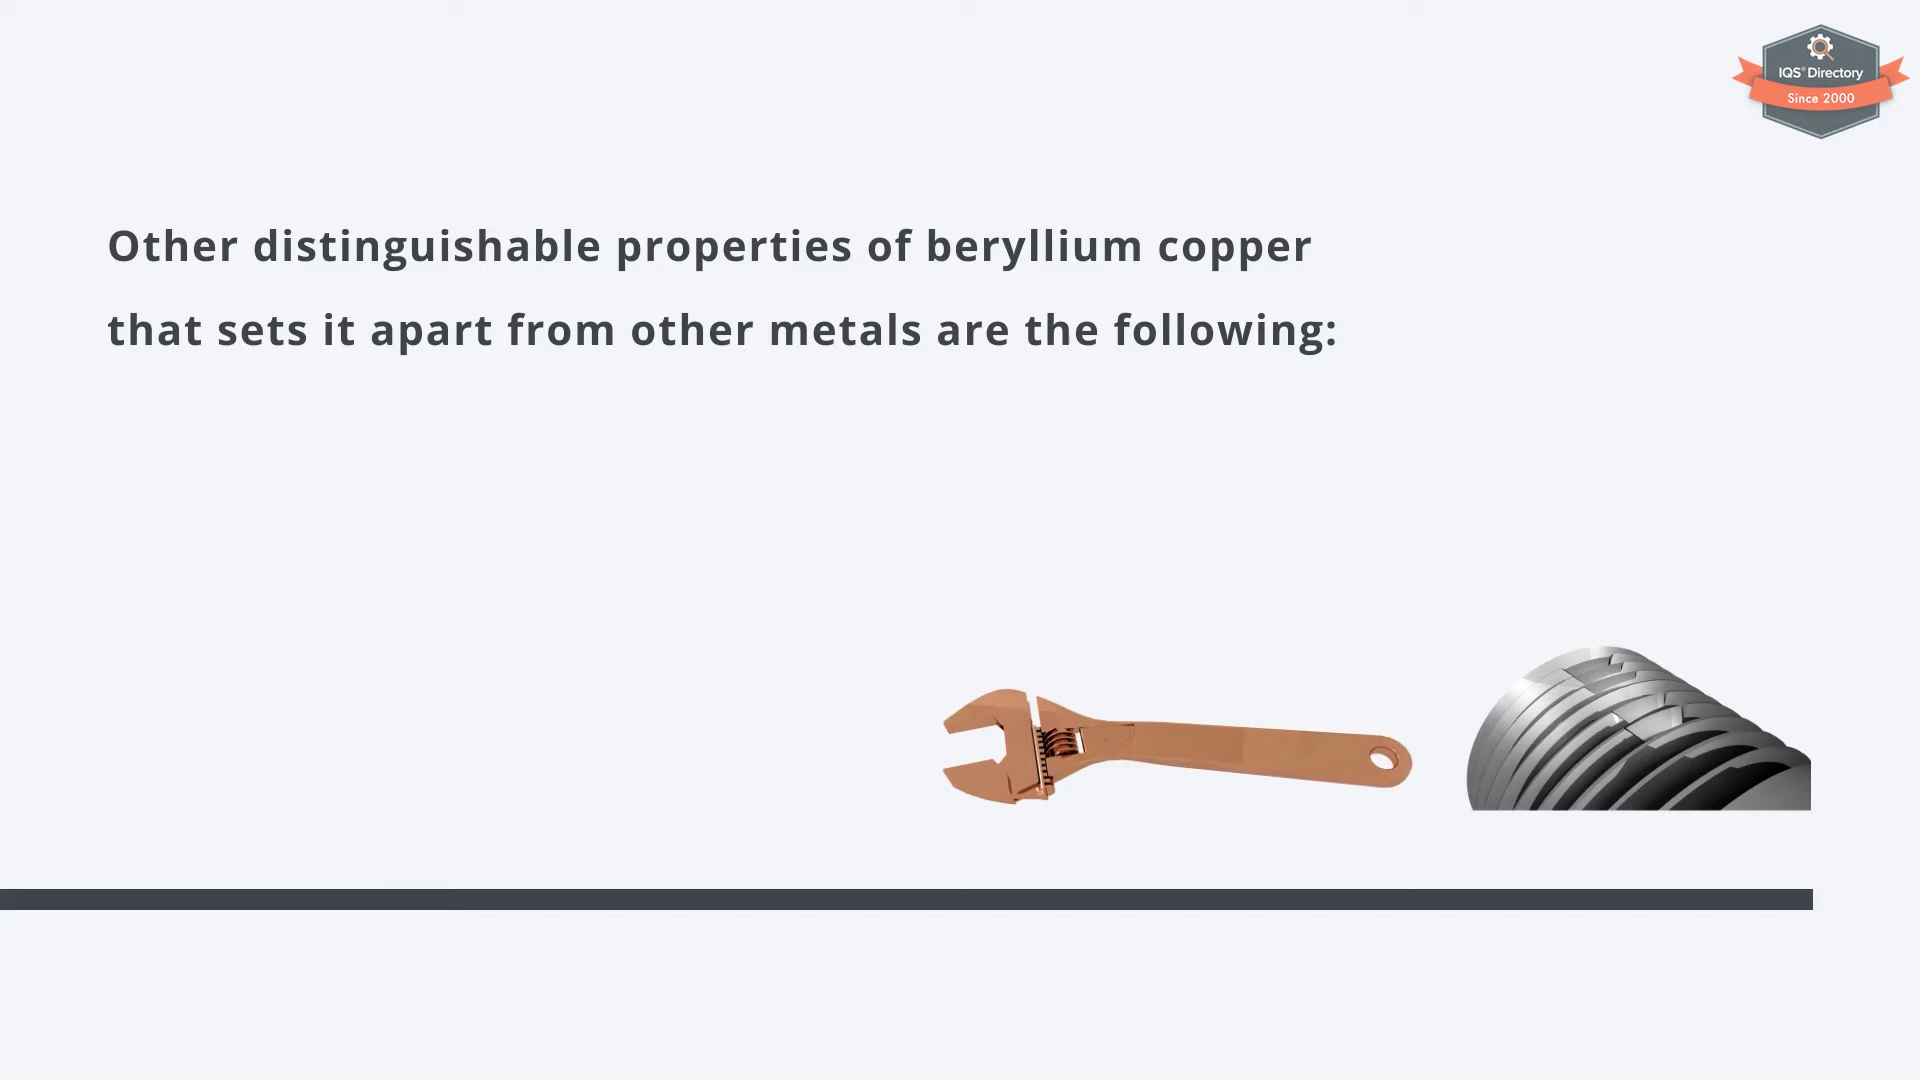 IQS® Directory
Since 2000
Other distinguishable properties of beryllium copper
that sets it apart from other metals are the following: